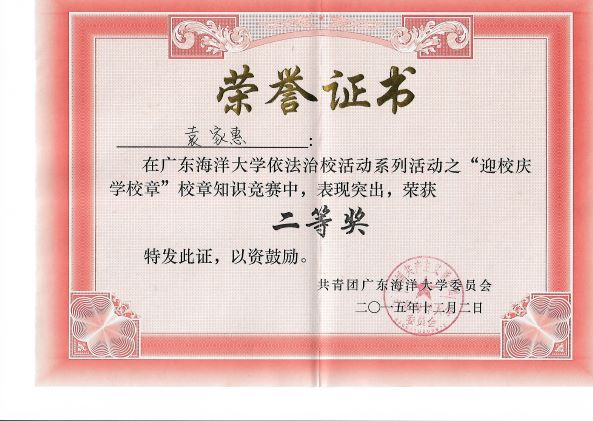 荣誉证书
袁家惠：
在广东海洋大学依法治校活动系列活动之“迎校庆
学校章”校章知识竞赛中，表现突出，荣获
二等奖
特发此证，以资鼓励。
共青团广东海洋大学委员会
二〇一五年十二月二日